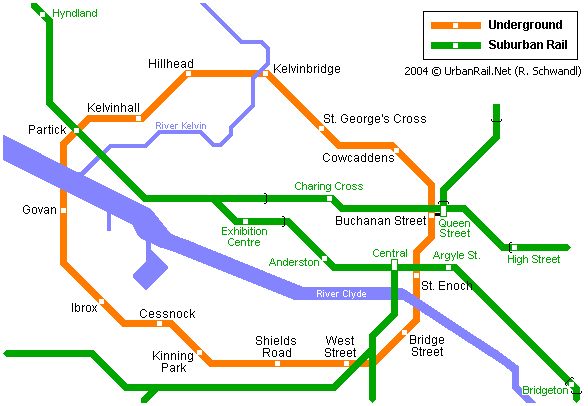 Hyndland
Underground
Suburban Rail
2004 © UrbanRail.Net (R. Schwandl)
Hillhead
Kelvinbridge
Kelvinhall
St. George's Cross
Partick
River Kelvin
Cowcaddens
Charing Cross
Govan
Buchanan Street
Queen
Street
Exhibition
Centre
Central
Argyle St.
High Street
Anderston
St. Enoch
River Clyde
Ibrox
Cessnock
Kinning
Park
Shields
Road
West
Street
Bridge
Street
Bridgeton